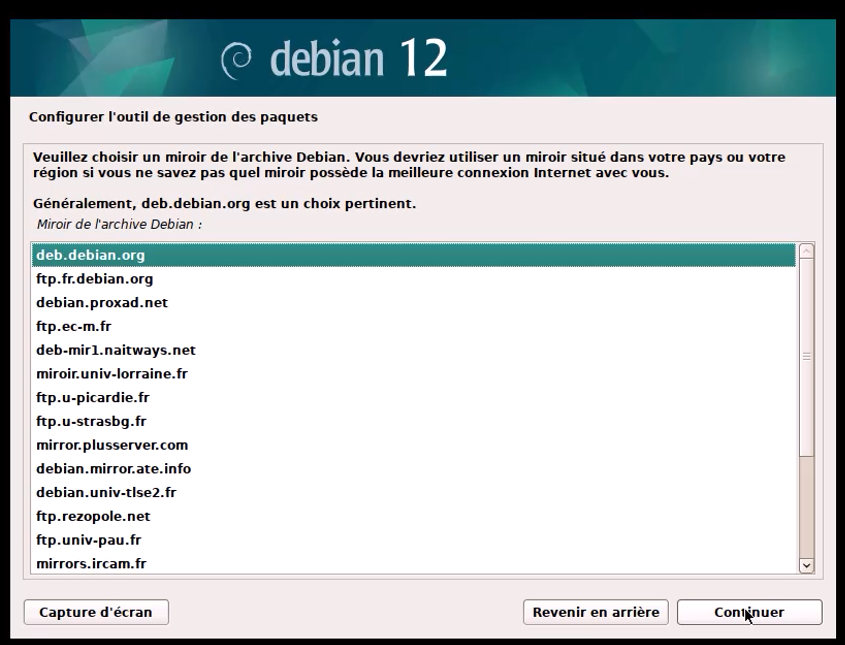 debian 12
Configurer l'outil de gestion des paquets
Veuillez choisir un miroir de l'archive Debian. Vous devriez utiliser un miroir situé dans votre pays ou votre
région si vous ne savez pas quel miroir possède la meilleure connexion Internet avec vous.
Généralement, deb.debian.org est un choix pertinent.
Miroir de l'archive Debian :
deb.debian.org
ftp.fr.debian.org
debian.proxad.net
ftp.ec-m.fr
deb-mir1.naitways.net
miroir.univ-lorraine.fr
ftp.u-picardie.fr
ftp.u-strasbg.fr
mirror.plusserver.com
debian.mirror.ate.info
debian.univ-tlse2.fr
ftp.rezopole.net
ftp.univ-pau.fr
mirrors.ircam.fr
Capture d'écran
Revenir en arrière
Continuer